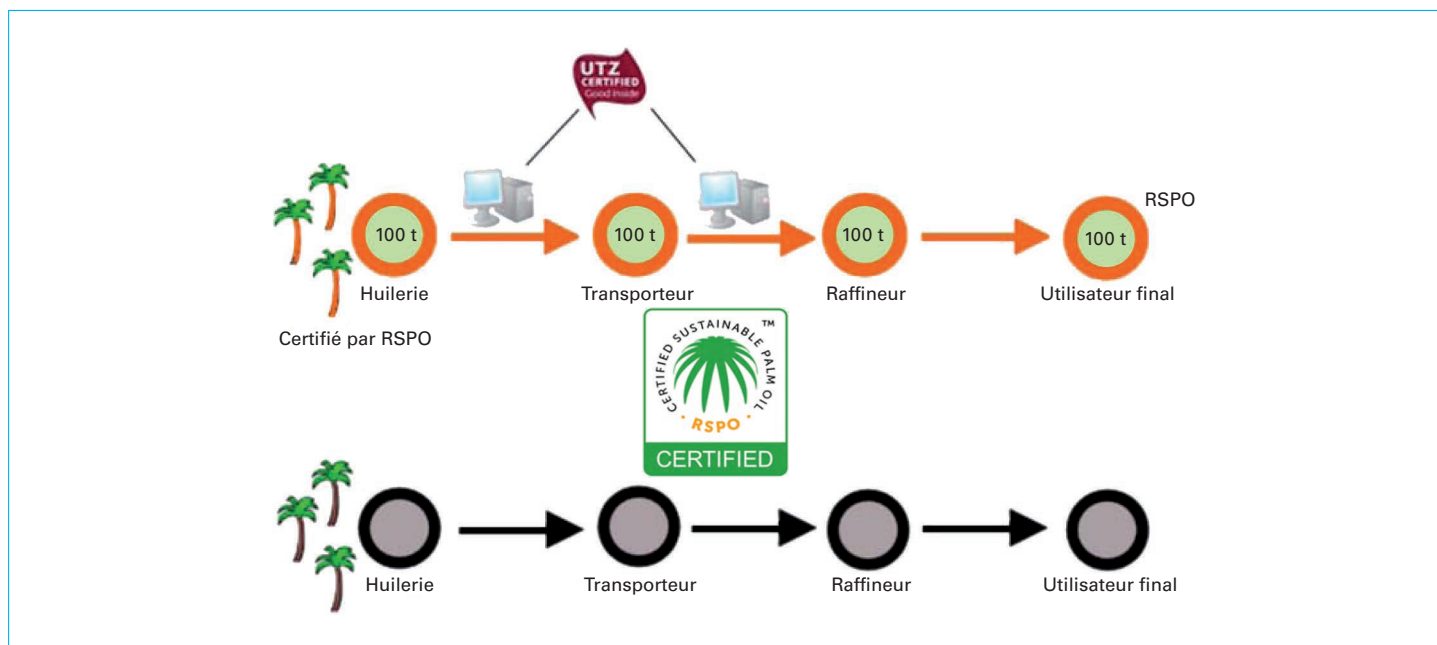 UTZ
CERTIFIED
Good inside
RSPO
100 t
100 t
100 t
100 t
Huilerie
Transporteur
Raffineur
Utilisateur final
Certifié par RSPO
CERTIFIED SUSTAINABLE PALM OIL ™
· RSPO ·
CERTIFIED
Huilerie
Transporteur
Raffineur
Utilisateur final